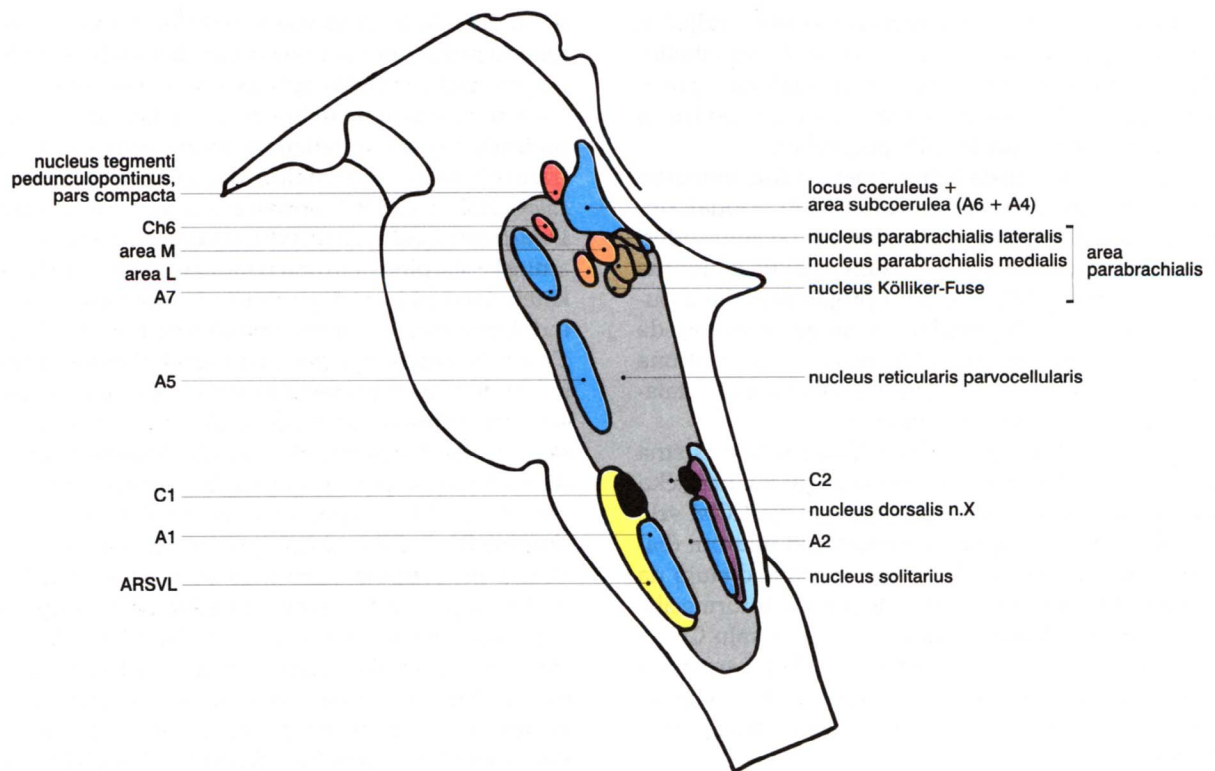 nucleus tegmenti
pedunculopontinus,
pars compacta
Ch6
area M
area L
A7
A5
C1
A1
ARSVL
locus coeruleus +
area subcoerulea (A6 + A4)
nucleus parabrachialis lateralis
nucleus parabrachialis medialis
nucleus Kölliker-Fuse
area
parabrachialis
nucleus reticularis parvocellularis
C2
nucleus dorsalis n.X
A2
nucleus solitarius